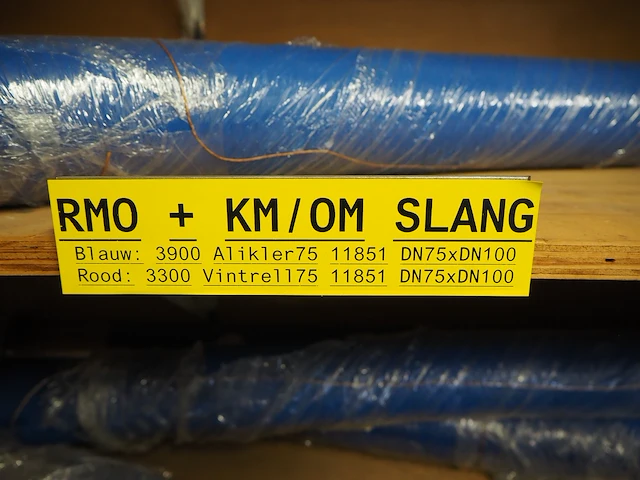 RMO + KM/OM SLANG
Blauw: 3900 Alikler75 11851 DN75xDN100
Rood: 3300 Vintrell75 11851 DN75xDN100